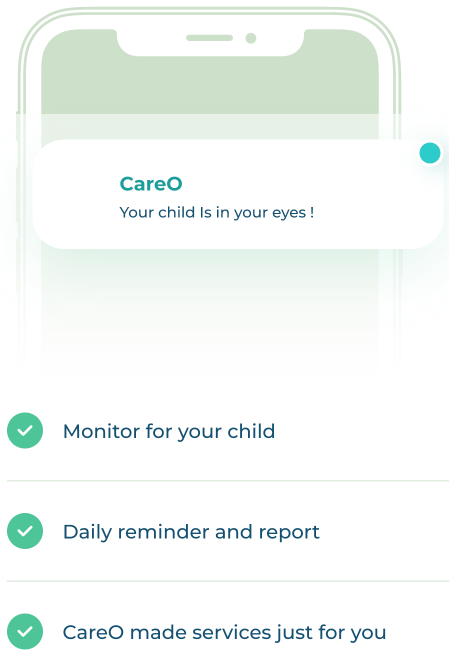 CareO
Your child Is in your eyes !
Monitor for your child
Daily reminder and report
CareO made services just for you